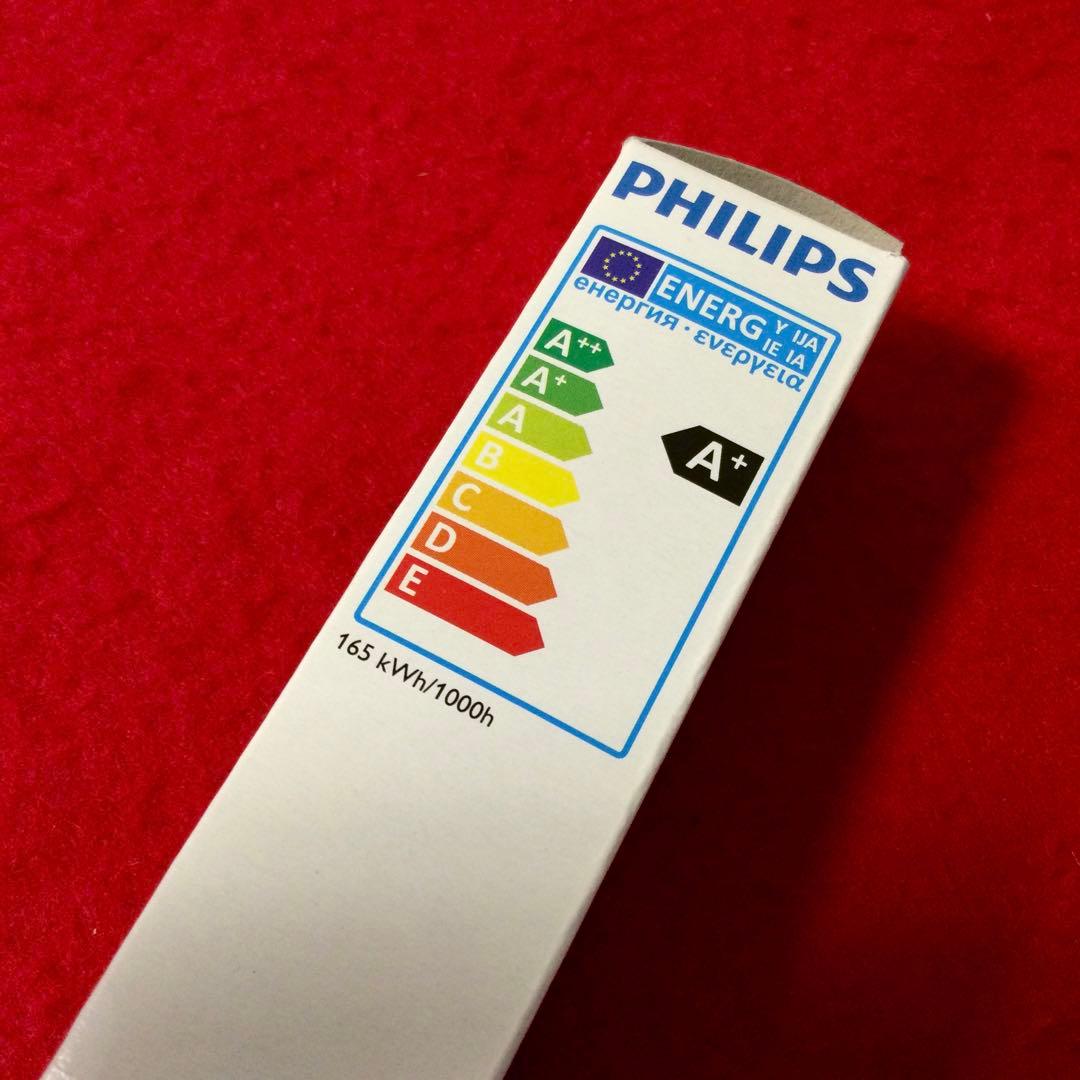 PHILIPS
ENERG Y IJA
IE IA
енергия · ενεργεια
A++
A+
A
B
C
D
E
A+
165 kWh/1000h